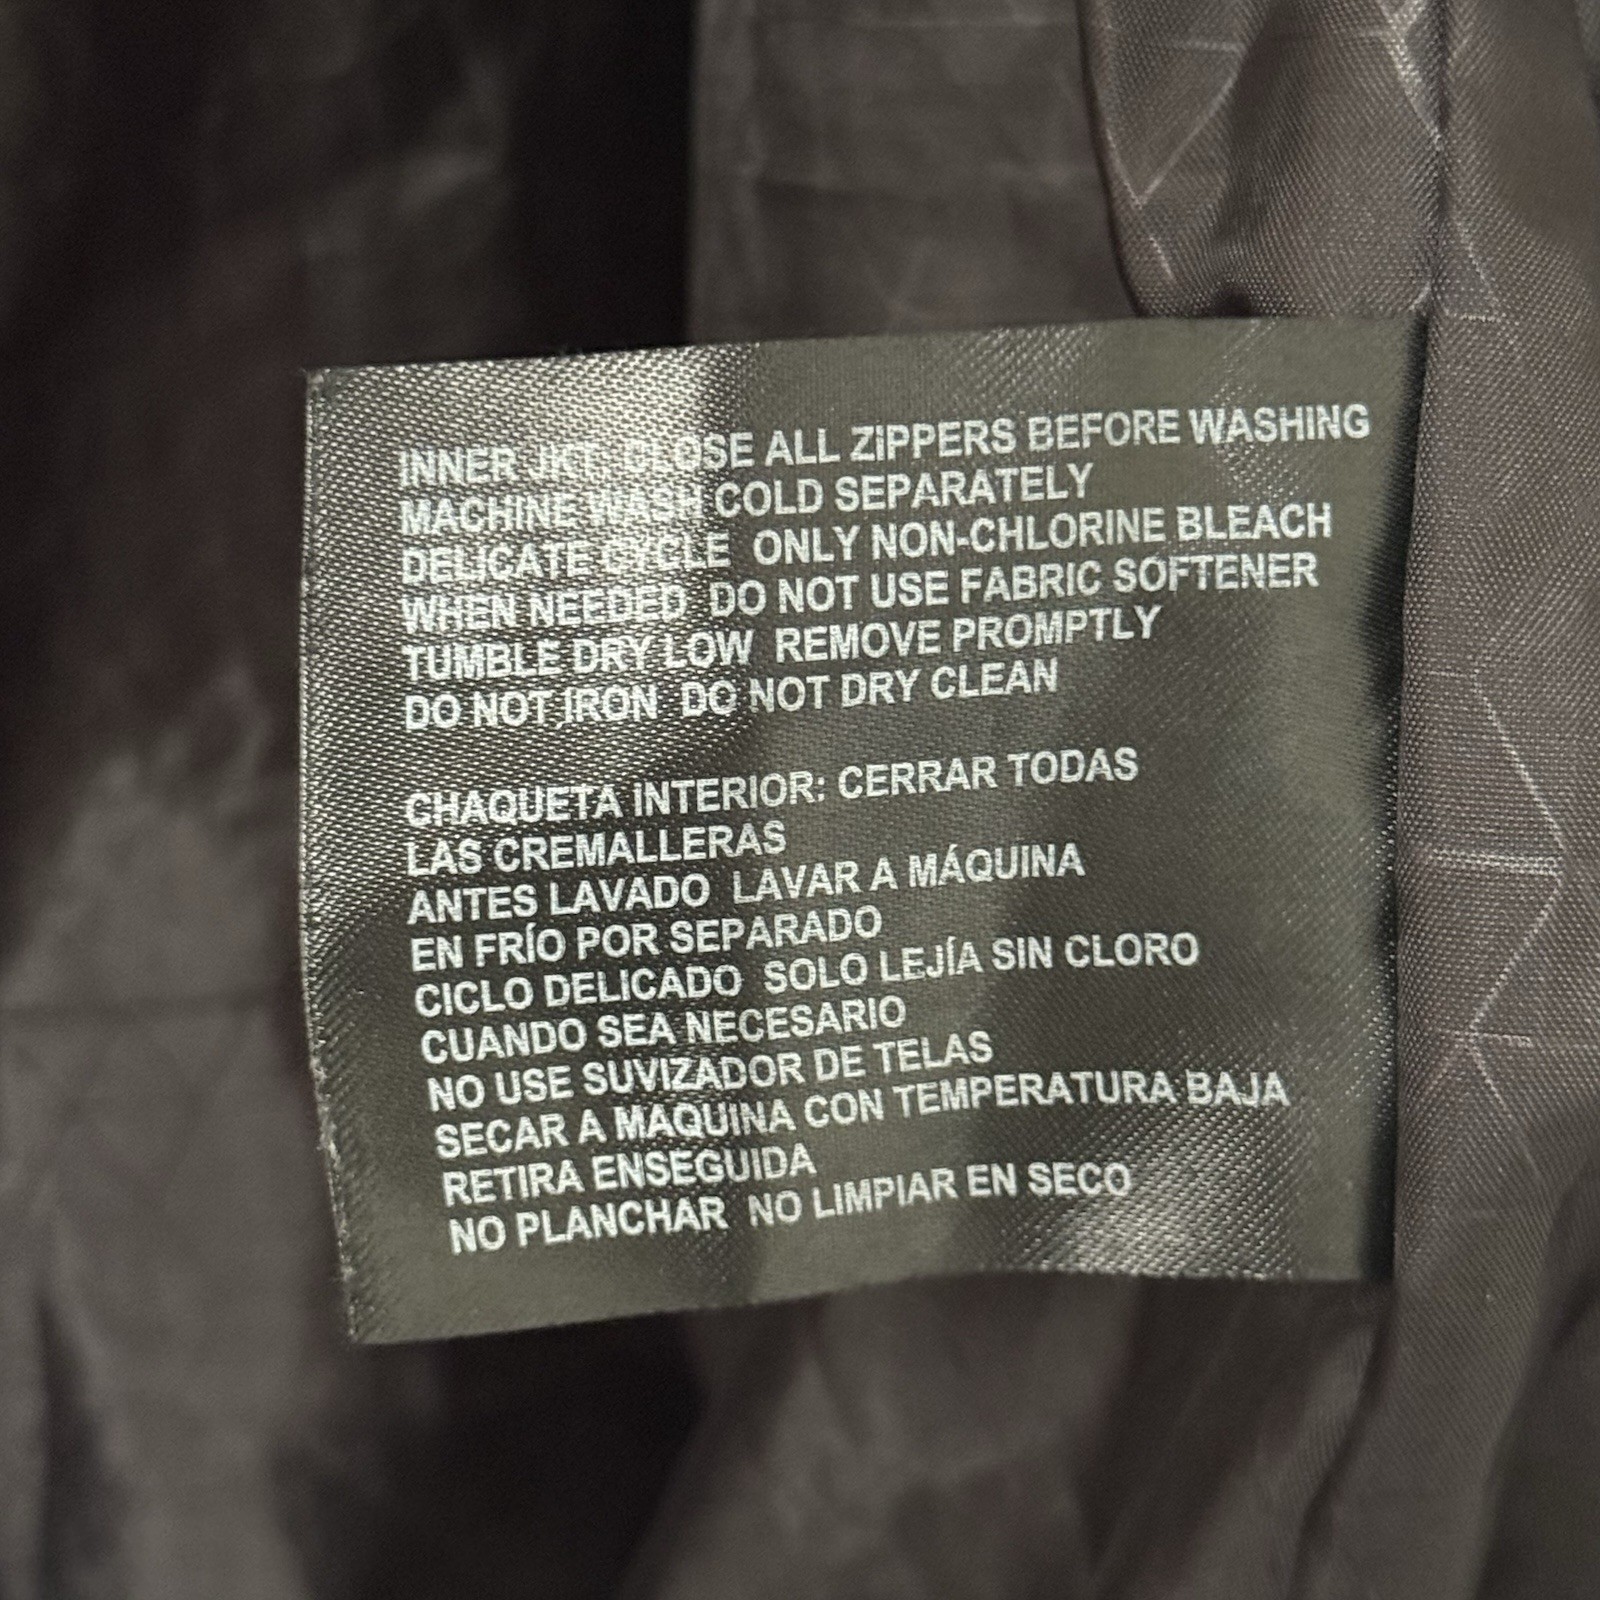 INNER JKT: CLOSE ALL ZIPPERS BEFORE WASHING
MACHINE WASH COLD SEPARATELY
DELICATE CYCLE ONLY NON-CHLORINE BLEACH
WHEN NEEDED DO NOT USE FABRIC SOFTENER
TUMBLE DRY LOW REMOVE PROMPTLY
DO NOT IRON DO NOT DRY CLEAN
CHAQUETA INTERIOR: CERRAR TODAS
LAS CREMALLERAS
ANTES LAVADO LAVAR A MÁQUINA
EN FRÍO POR SEPARADO
CICLO DELICADO SOLO LEJÍA SIN CLORO
CUANDO SEA NECESARIO
NO USE SUVIZADOR DE TELAS
SECAR A MAQUINA CON TEMPERATURA BAJA
RETIRA ENSEGUIDA
NO PLANCHAR NO LIMPIAR EN SECO